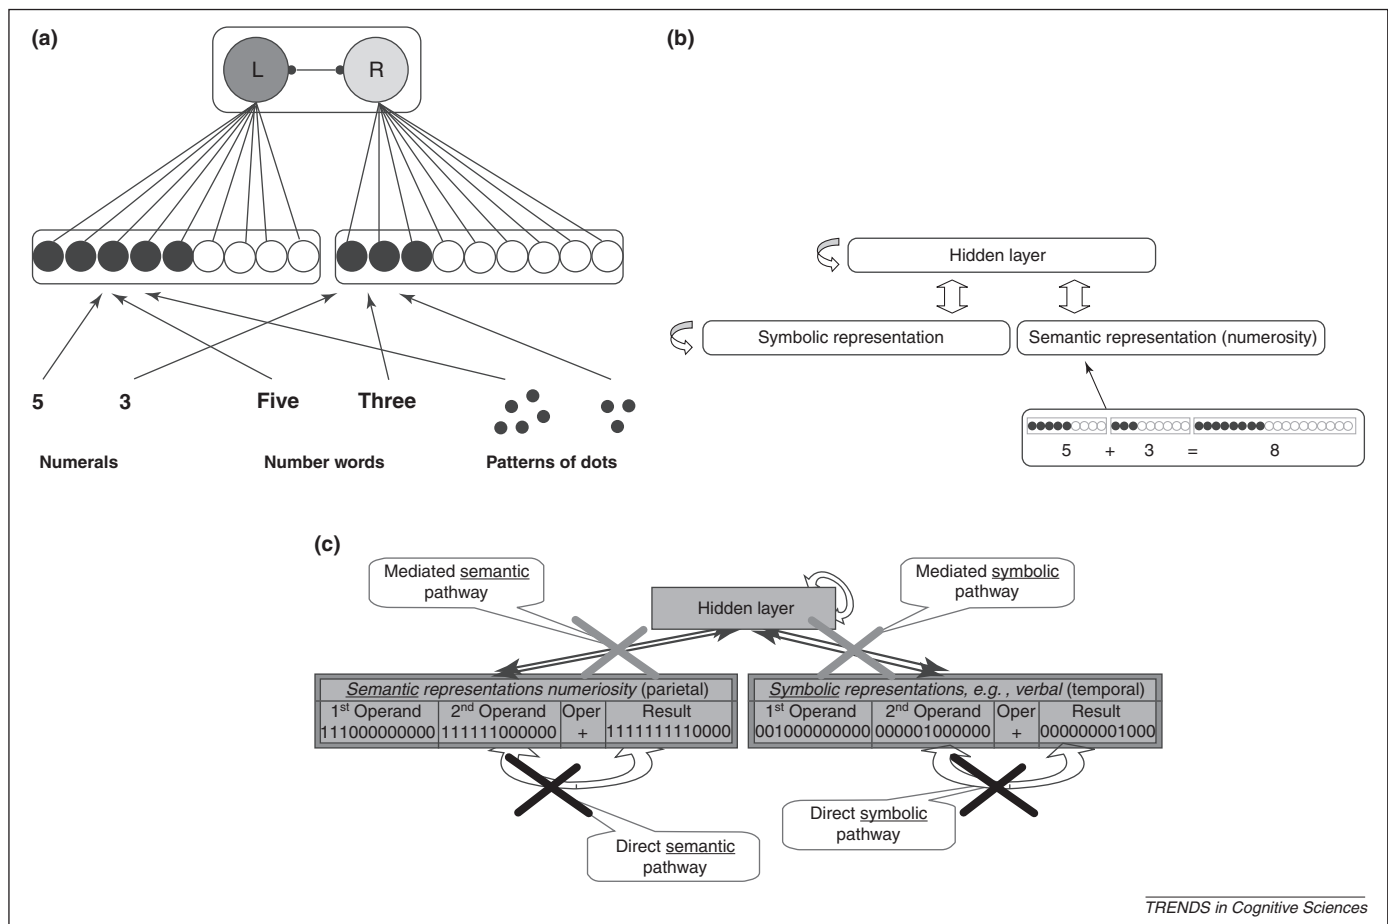 (a)
L
R
5
3
Five
Three
Numerals
Number words
Patterns of dots
(b)
Hidden layer
Symbolic representation
Semantic representation (numerosity)
5 + 3 = 8
(c)
Mediated semantic
pathway
Mediated symbolic
pathway
Hidden layer
Semantic representations numeriosity (parietal)
1st Operand 2nd Operand Oper Result
111000000000 111111000000 + 111111110000
Symbolic representations, e.g. , verbal (temporal)
1st Operand 2nd Operand Oper Result
001000000000 000001000000 + 000000001000
Direct semantic
pathway
Direct symbolic
pathway
TRENDS in Cognitive Sciences